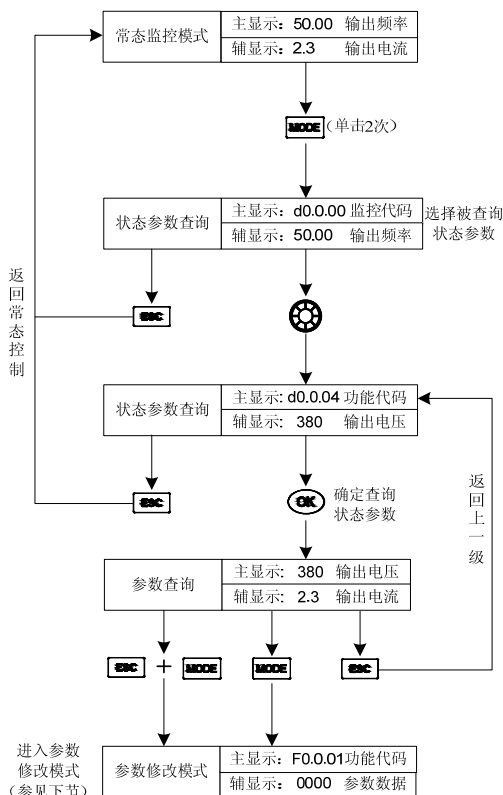 常态监控模式
主显示: 50.00 输出频率
辅显示: 2.3 输出电流
MODE (单击2次)
状态参数查询
主显示: d0.0.00 监控代码
辅显示: 50.00 输出频率
选择被查询
状态参数
ESC
返回常态控制
状态参数查询
主显示: d0.0.04 功能代码
辅显示: 380 输出电压
ESC
OK
确定查询
状态参数
返回上一级
参数查询
主显示: 380 输出电压
辅显示: 2.3 输出电流
ESC + MODE
MODE
ESC
进入参数
修改模式
(参见下节)
参数修改模式
主显示: F0.0.01功能代码
辅显示: 0000 参数数据